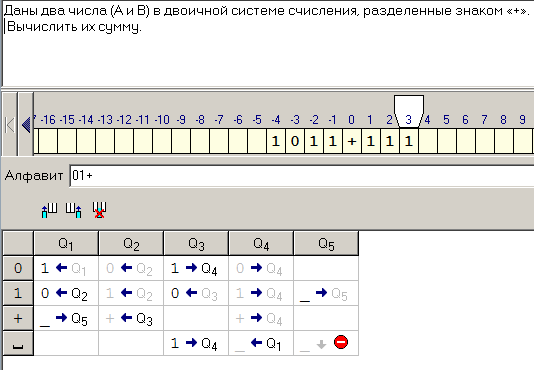 Даны два числа (А и В) в двоичной системе счисления, разделенные знаком «+».
Вычислить их сумму.
-16 -15 -14 -13 -12 -11 -10 -9 -8 -7 -6 -5 -4 -3 -2 -1 0 1 2 3 4 5 6 7 8 9
1 0 1 1 + 1 1 1
Алфавит 01+
Q1 Q2 Q3 Q4 Q5
0 1 ← Q1 0 ← Q2 1 → Q4 0 → Q4
1 0 ← Q2 1 ← Q2 0 ← Q3 1 → Q4 _ → Q5
+ _ → Q5 + ← Q3 + → Q4
␣ 1 → Q4 _ ← Q1 _ ↓